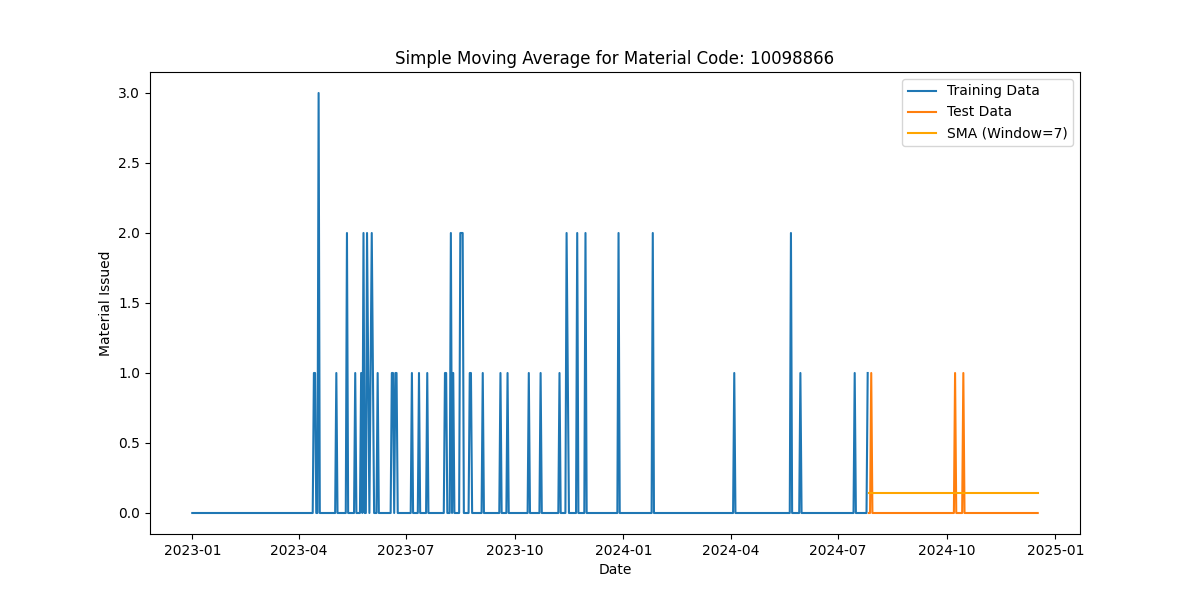 Simple Moving Average for Material Code: 10098866
Training Data
Test Data
SMA (Window=7)
Material Issued
3.0
2.5
2.0
1.5
1.0
0.5
0.0
2023-01 2023-04 2023-07 2023-10 2024-01 2024-04 2024-07 2024-10 2025-01
Date